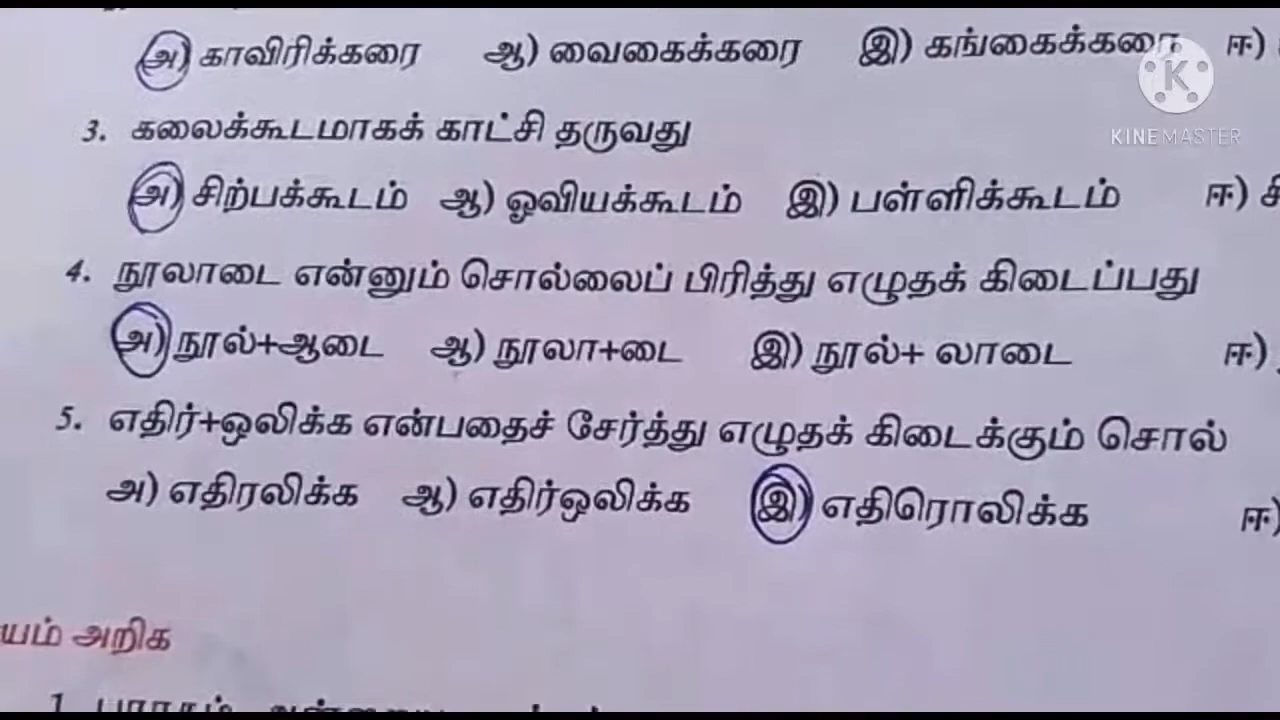 அ) காவிரிக்கரை ஆ) வைகைக்கரை இ) கங்கைக்கரை ஈ)
KINEMASTER
3. கலைக்கூடமாகக் காட்சி தருவது
அ) சிற்பக்கூடம் ஆ) ஓவியக்கூடம் இ) பள்ளிக்கூடம் ஈ)
4. நூலாடை என்னும் சொல்லைப் பிரித்து எழுதக் கிடைப்பது
அ) நூல்+ஆடை ஆ) நூலா+டை இ) நூல்+ லாடை ஈ)
5. எதிர்+ஒலிக்க என்பதைச் சேர்த்து எழுதக் கிடைக்கும் சொல்
அ) எதிரலிக்க ஆ) எதிர்ஒலிக்க இ) எதிரொலிக்க ஈ)
யம் அறிக
1.